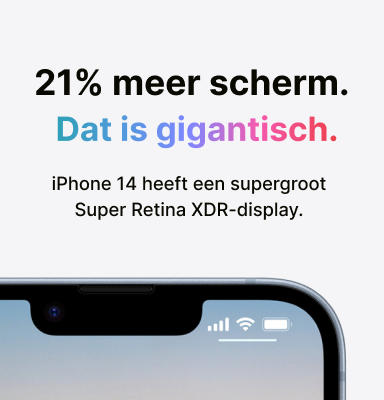 21% meer scherm.
Dat is gigantisch.
iPhone 14 heeft een supergroot
Super Retina XDR-display.